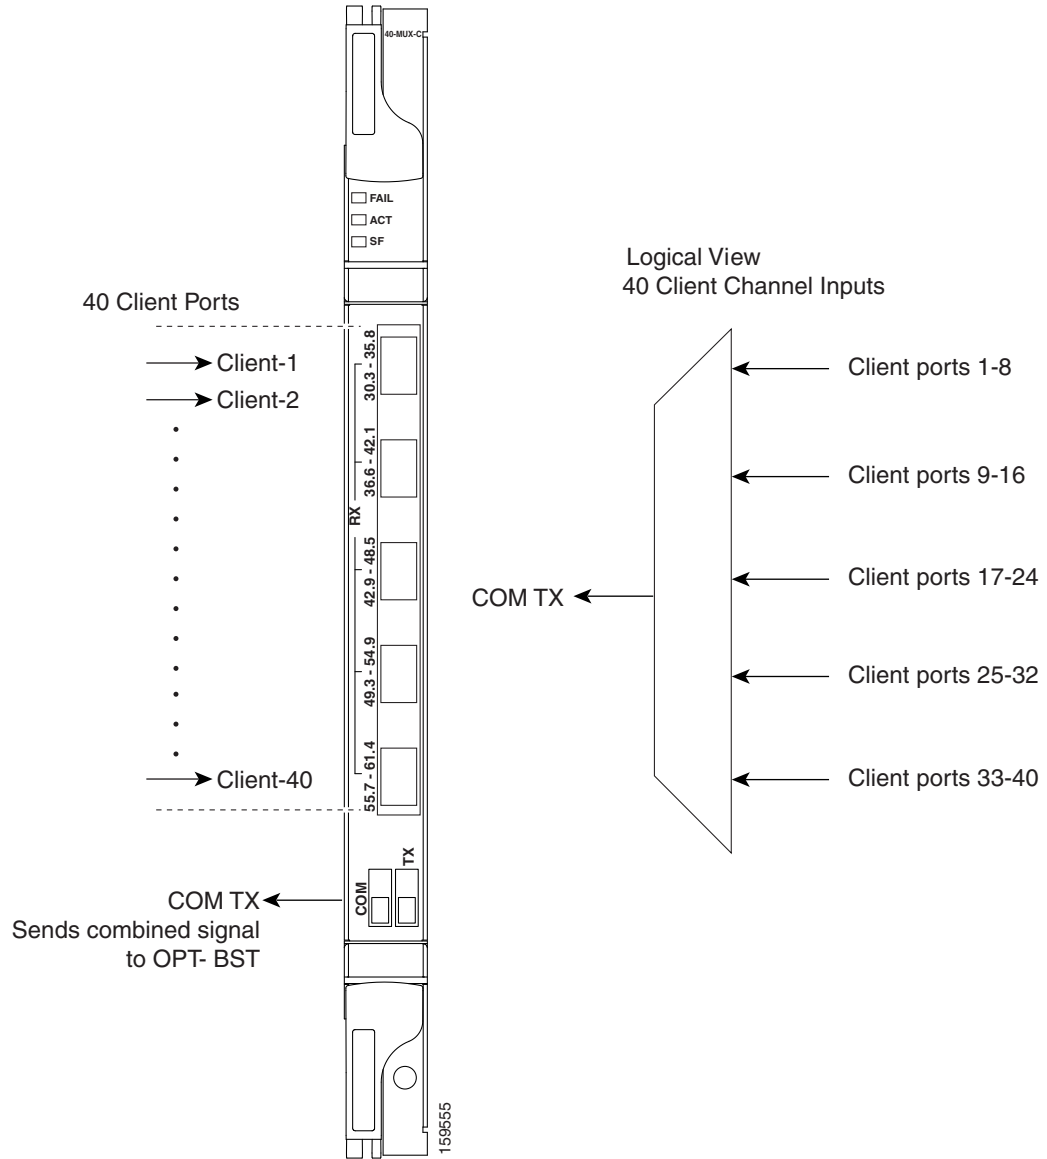 40-MUX-C
FAIL
ACT
SF
Logical View
40 Client Channel Inputs
40 Client Ports
Client-1
Client-2
Client-40
30.3 - 35.8
36.6 - 42.1
RX
42.9 - 48.5
49.3 - 54.9
55.7 - 61.4
Client ports 1-8
Client ports 9-16
Client ports 17-24
COM TX
Client ports 25-32
Client ports 33-40
COM
TX
COM TX
Sends combined signal
to OPT- BST
159555